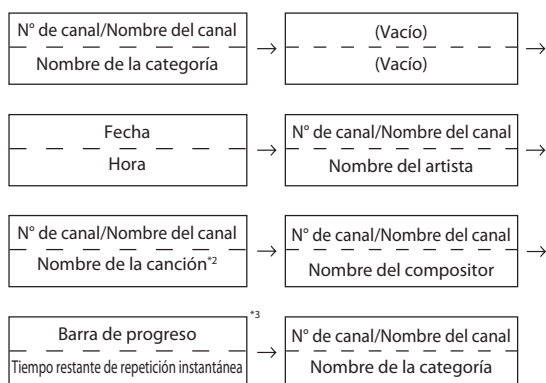 N° de canal/Nombre del canal
Nombre de la categoría
→
(Vacío)
(Vacío)
→
Fecha
Hora
→
N° de canal/Nombre del canal
Nombre del artista
→
N° de canal/Nombre del canal
Nombre de la canción*2
→
N° de canal/Nombre del canal
Nombre del compositor
→
Barra de progreso
Tiempo restante de repetición instantánea
*3
→
N° de canal/Nombre del canal
Nombre de la categoría